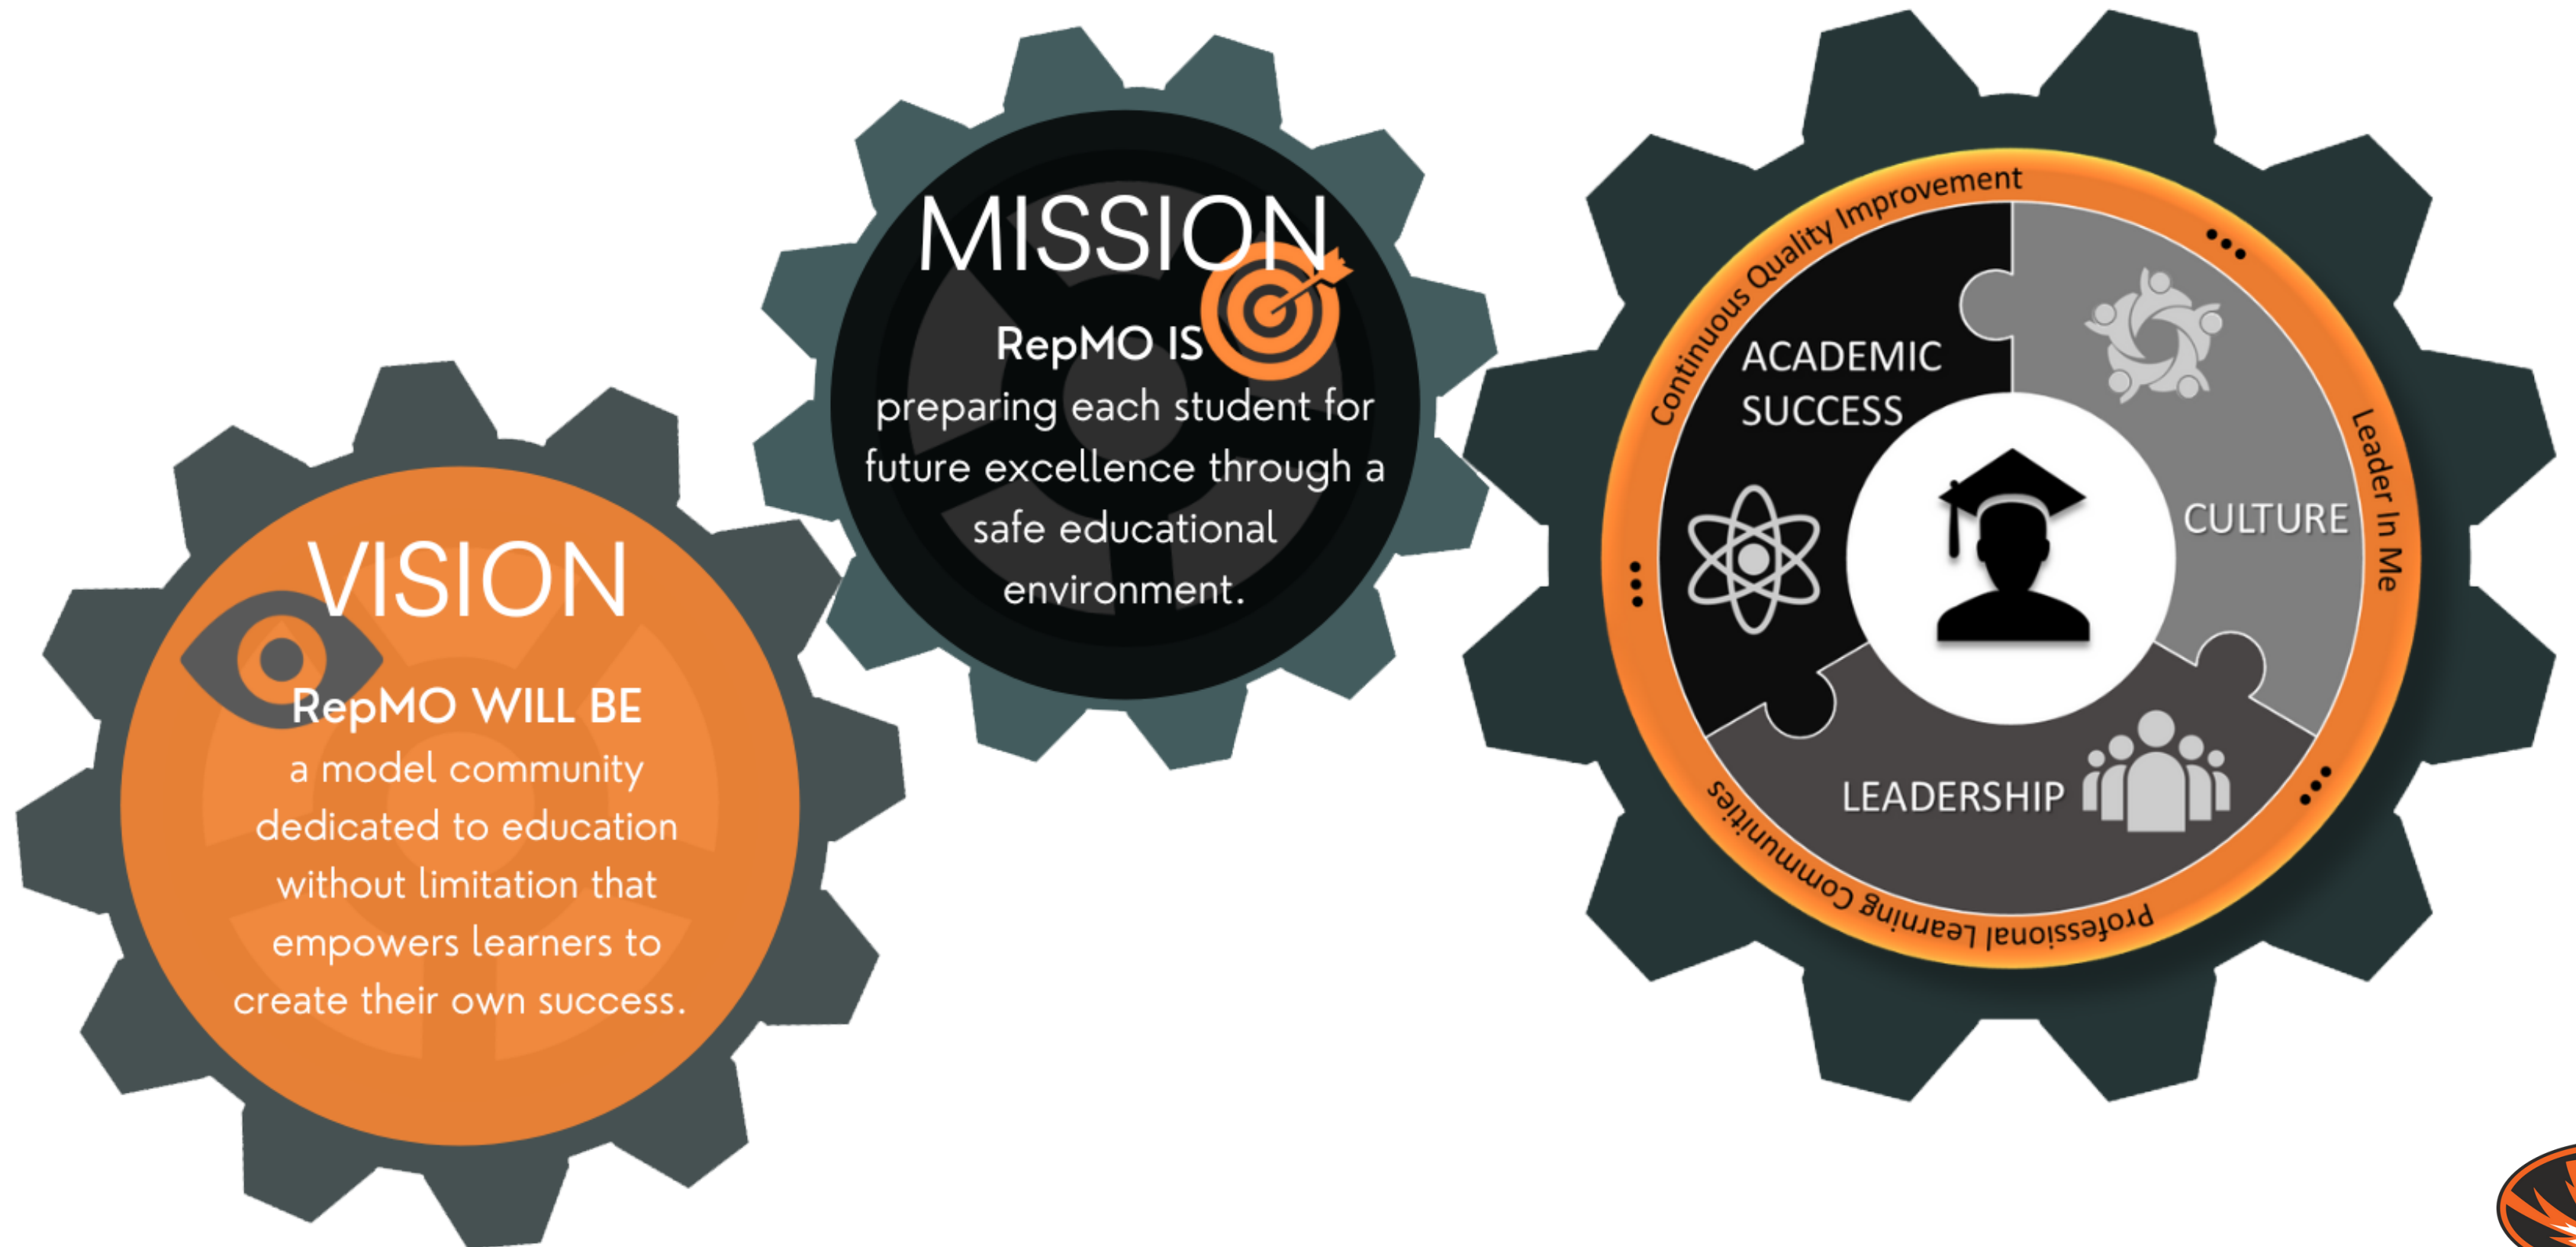 VISION
RepMO WILL BE
a model community
dedicated to education
without limitation that
empowers learners to
create their own success.
MISSION
RepMO IS
preparing each student for
future excellence through a
safe educational
environment.
Continuous Quality Improvement
Leader In Me
Professional Learning Communities
ACADEMIC
SUCCESS
CULTURE
LEADERSHIP